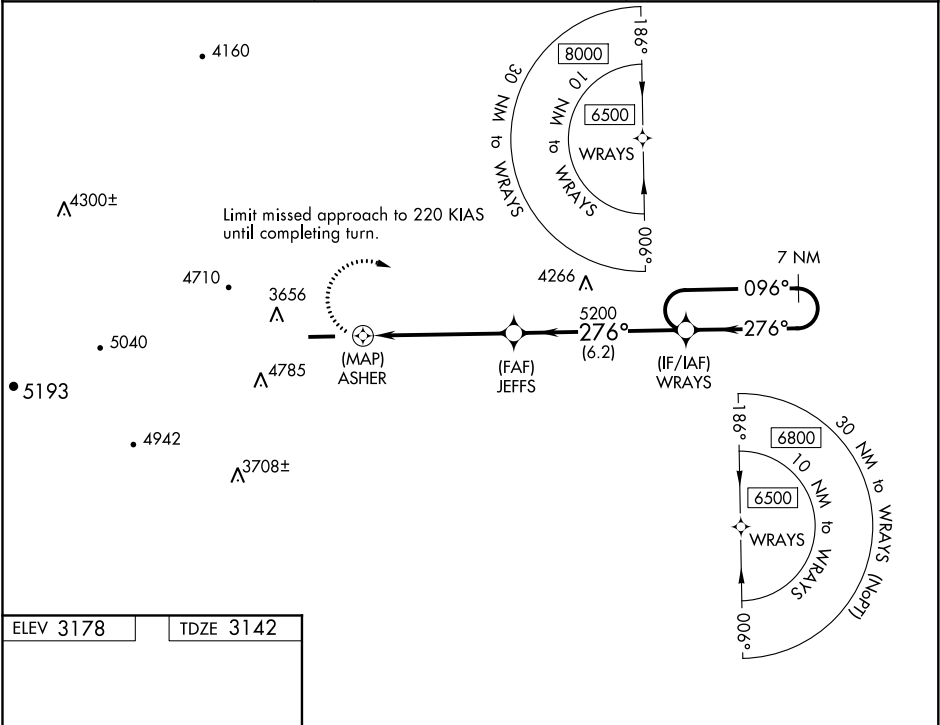 4160
186°
8000
30 NM to WRAYS
10 NM to WRAYS
6500
WRAYS
006°
4300±
Limit missed approach to 220 KIAS
until completing turn.
7 NM
4710
3656
4266
096°
5200
276°
(6.2)
276°
5040
(MAP)
ASHER
(FAF)
JEFFS
(IF/IAF)
WRAYS
4785
5193
4942
3708±
186°
6800
30 NM to WRAYS (NoPT)
10 NM to WRAYS
6500
WRAYS
006°
ELEV 3178
TDZE 3142